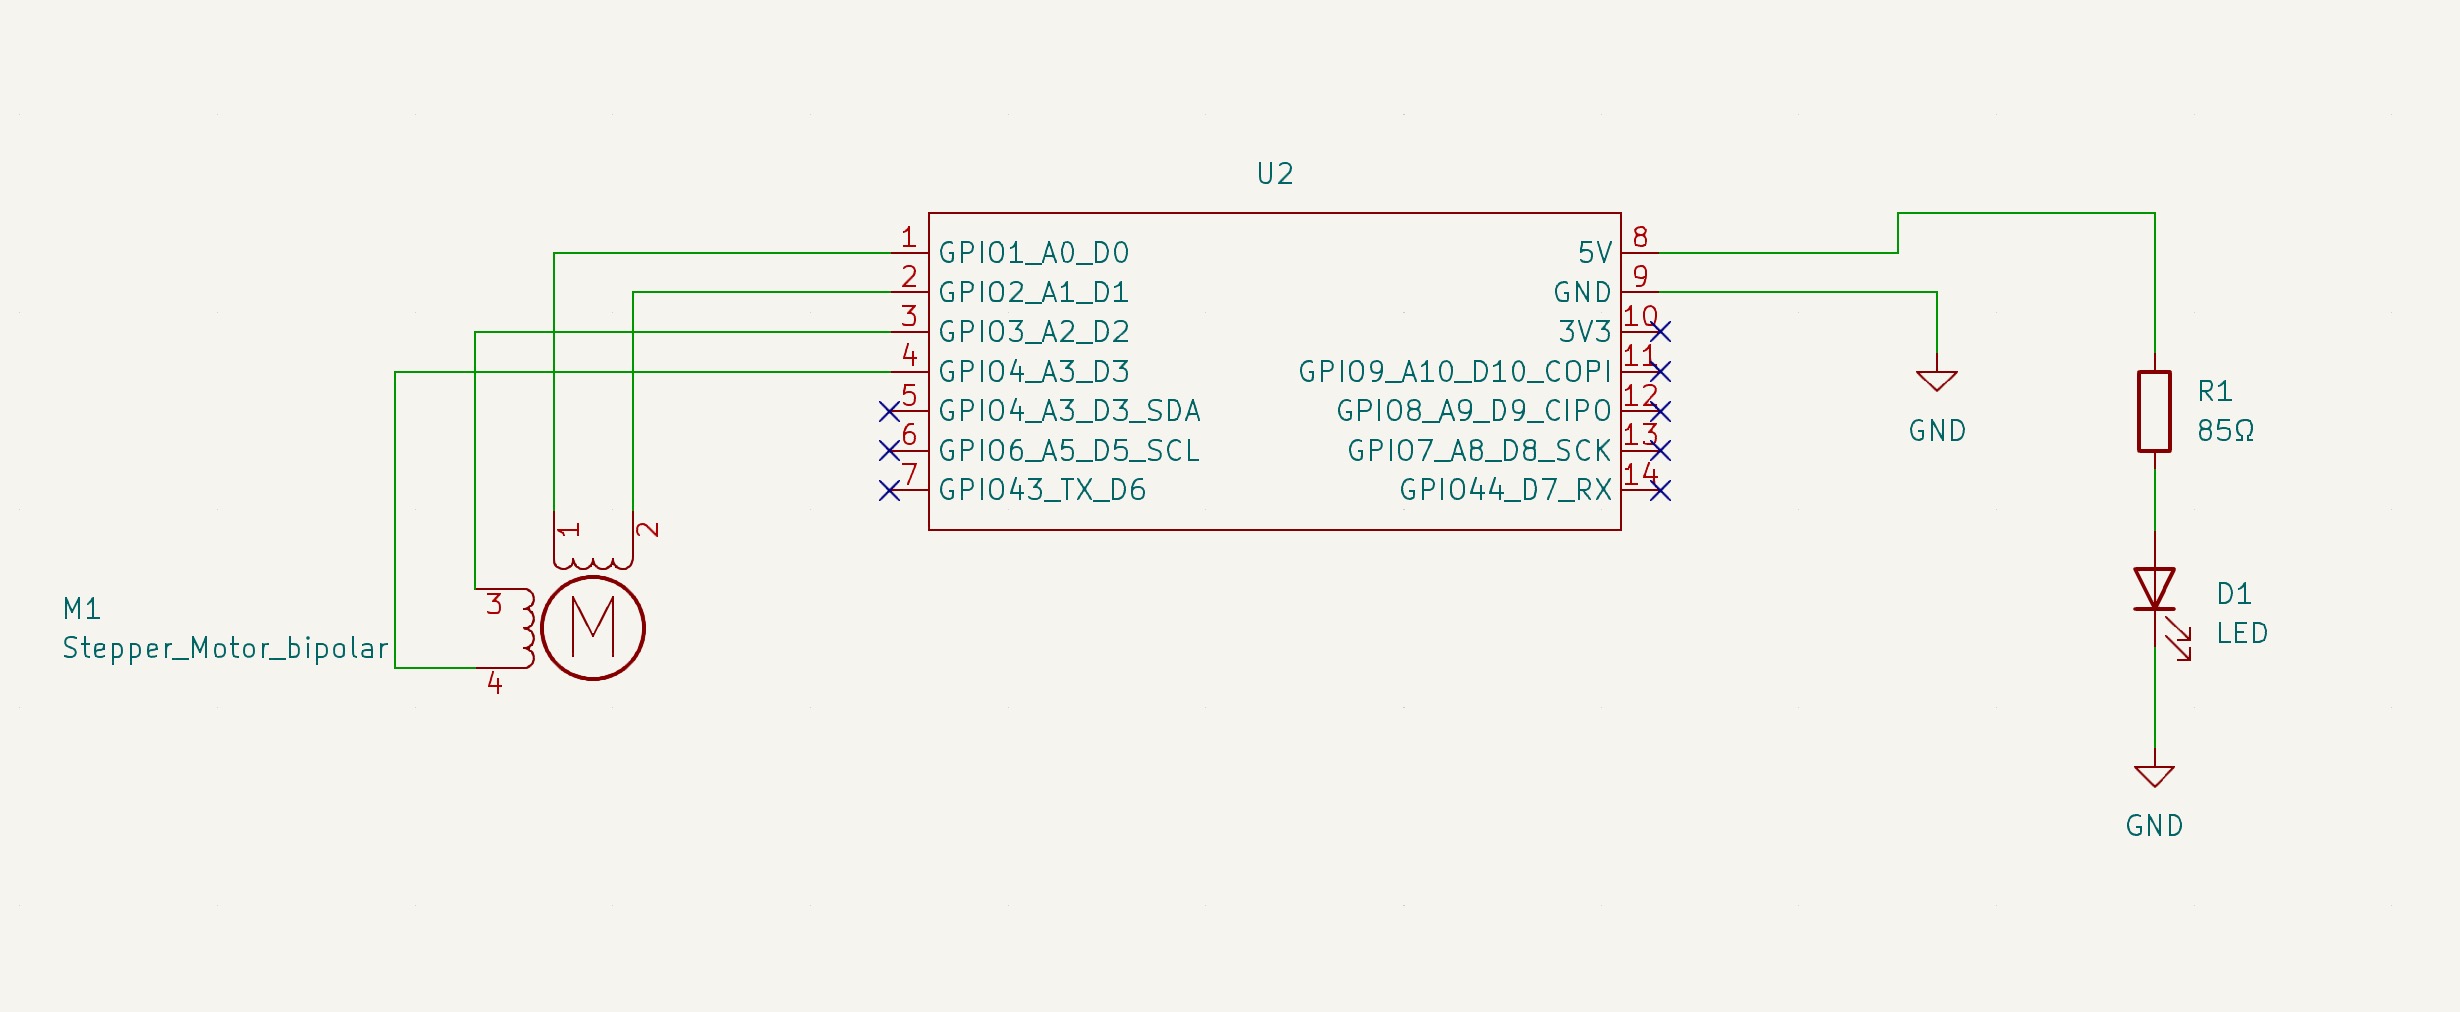 U2
1
GPIO1_A0_D0
2
GPIO2_A1_D1
3
GPIO3_A2_D2
4
GPIO4_A3_D3
5
GPIO4_A3_D3_SDA
6
GPIO6_A5_D5_SCL
7
GPIO43_TX_D6
8
5V
9
GND
10
3V3
11
GPIO9_A10_D10_COPI
12
GPIO8_A9_D9_CIPO
13
GPIO7_A8_D8_SCK
14
GPIO44_D7_RX
GND
R1
85Ω
1
2
3
4
M
M1
Stepper_Motor_bipolar
D1
LED
GND